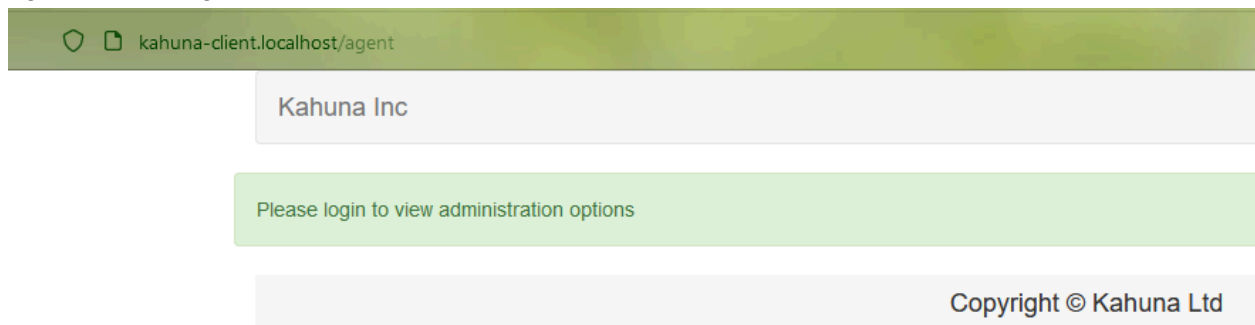 kahuna-client.localhost/agent
Kahuna Inc
Please login to view administration options
Copyright © Kahuna Ltd